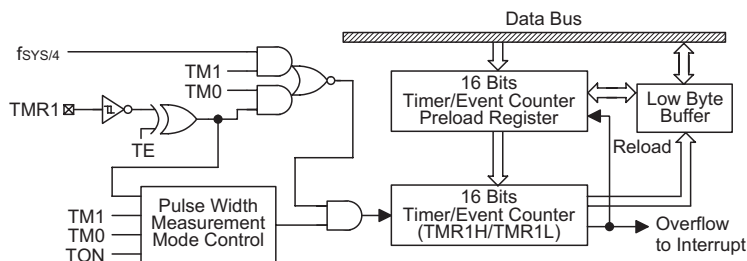 Data Bus
fSYS/4
TM1
TM0
TMR1
TE
16 Bits
Timer/Event Counter
Preload Register
Low Byte
Buffer
Reload
TM1
TM0
TON
Pulse Width
Measurement
Mode Control
16 Bits
Timer/Event Counter
(TMR1H/TMR1L)
Overflow
to Interrupt